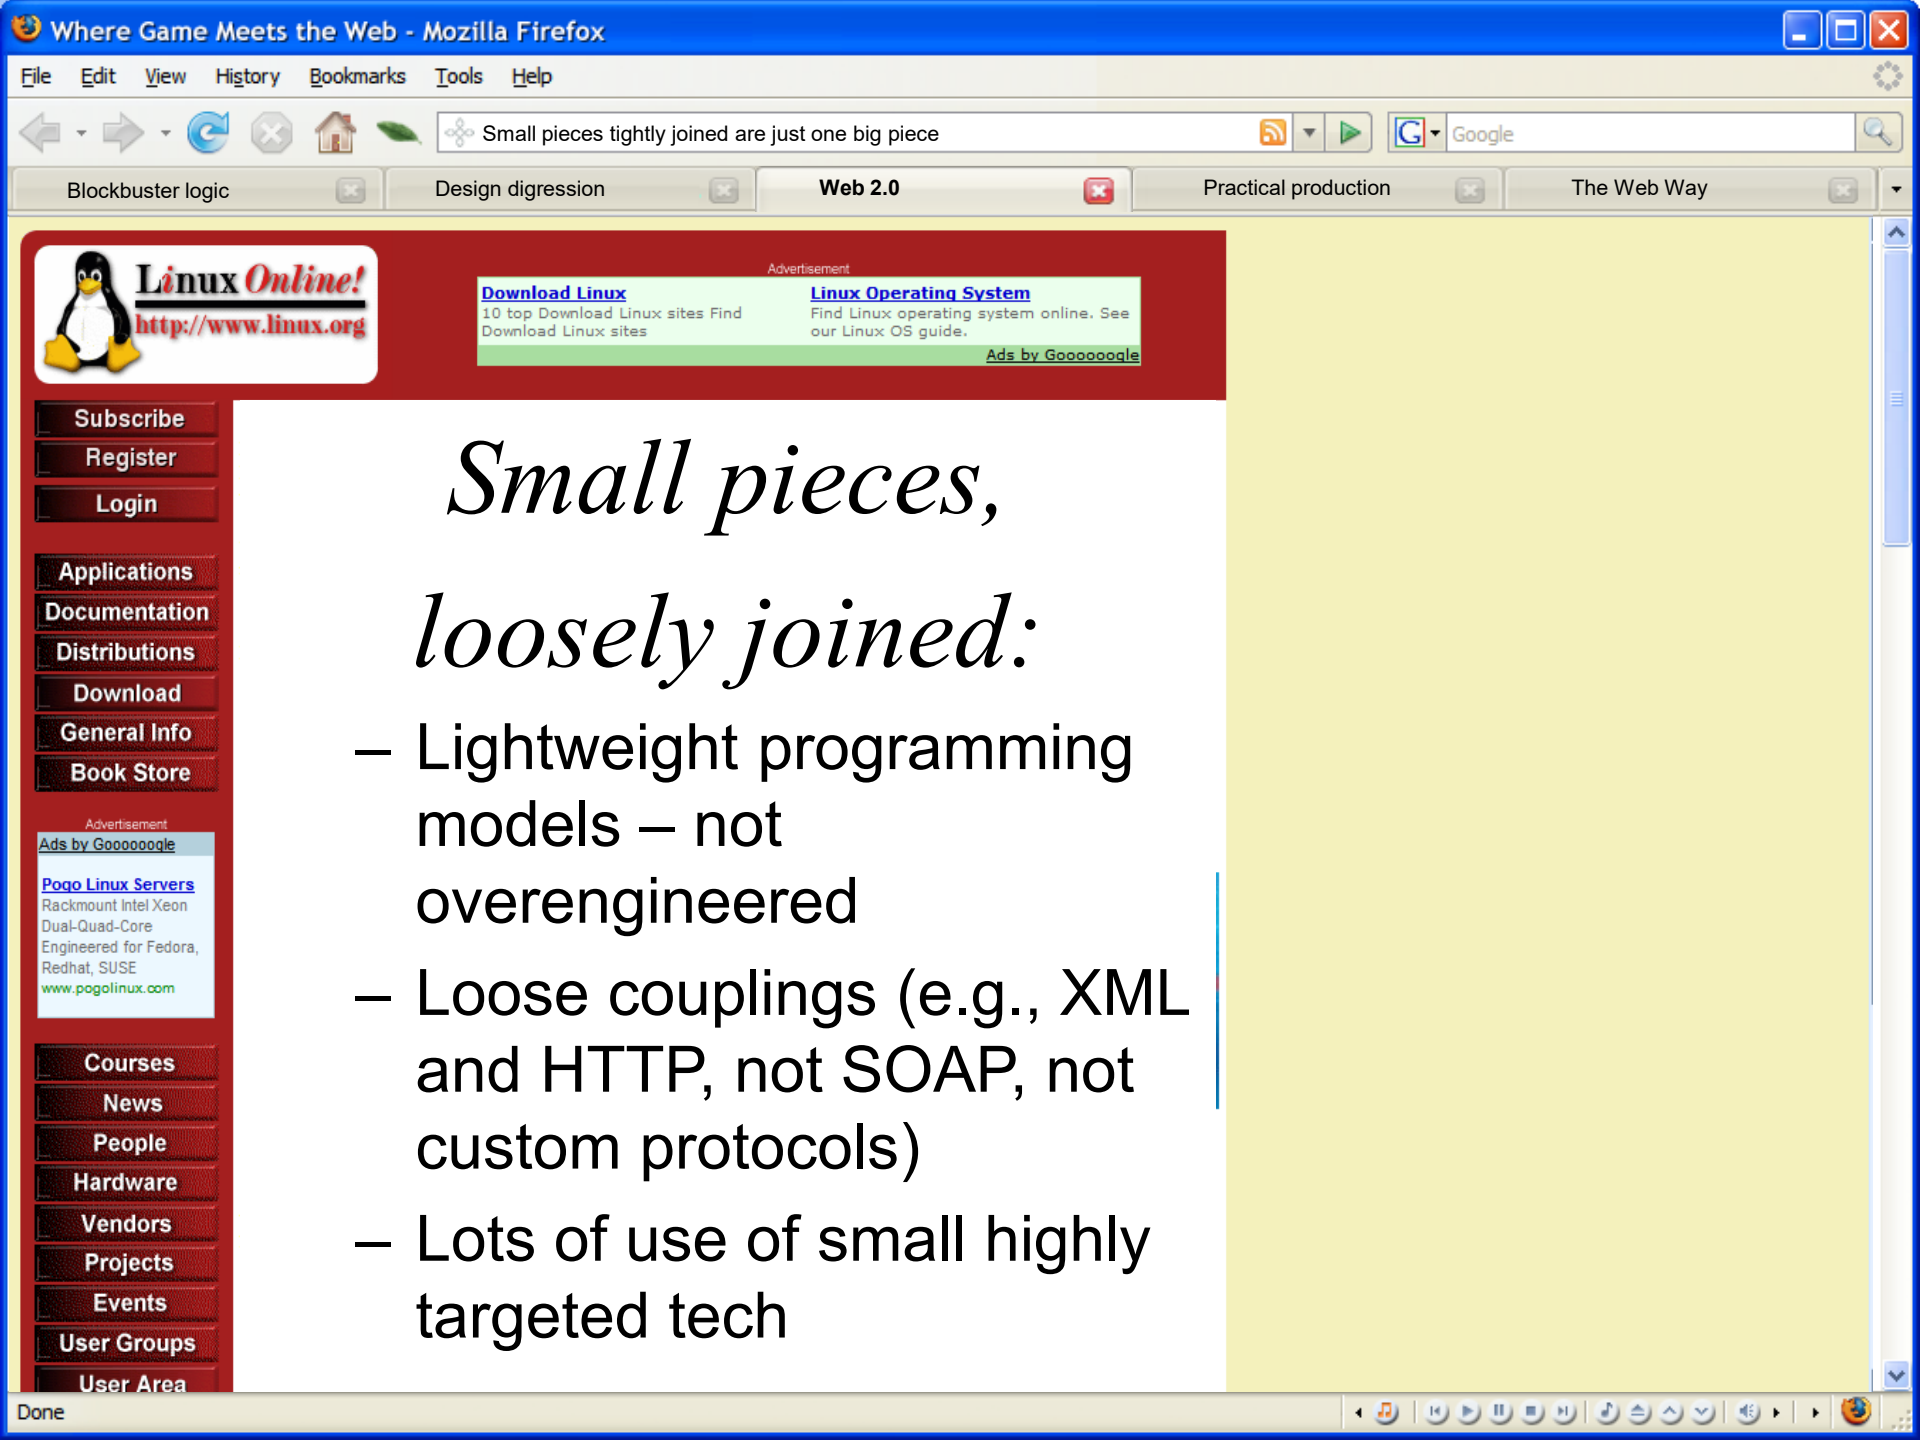 Where Game Meets the Web - Mozilla Firefox
File Edit View History Bookmarks Tools Help
Small pieces tightly joined are just one big piece
G Google
Blockbuster logic
Design digression
Web 2.0
Practical production
The Web Way
Linux Online!
http://www.linux.org
Advertisement
Download Linux
10 top Download Linux sites Find
Download Linux sites
Linux Operating System
Find Linux operating system online. See
our Linux OS guide.
Ads by Goooooogle
Subscribe
Register
Login
Applications
Documentation
Distributions
Download
General Info
Book Store
Advertisement
Ads by Goooooogle
Pogo Linux Servers
Rackmount Intel Xeon
Dual-Quad-Core
Engineered for Fedora,
Redhat, SUSE
www.pogolinux.com
Courses
News
People
Hardware
Vendors
Projects
Events
User Groups
User Area
Small pieces,
loosely joined:
– Lightweight programming
models – not
overengineered
– Loose couplings (e.g., XML
and HTTP, not SOAP, not
custom protocols)
– Lots of use of small highly
targeted tech
Done